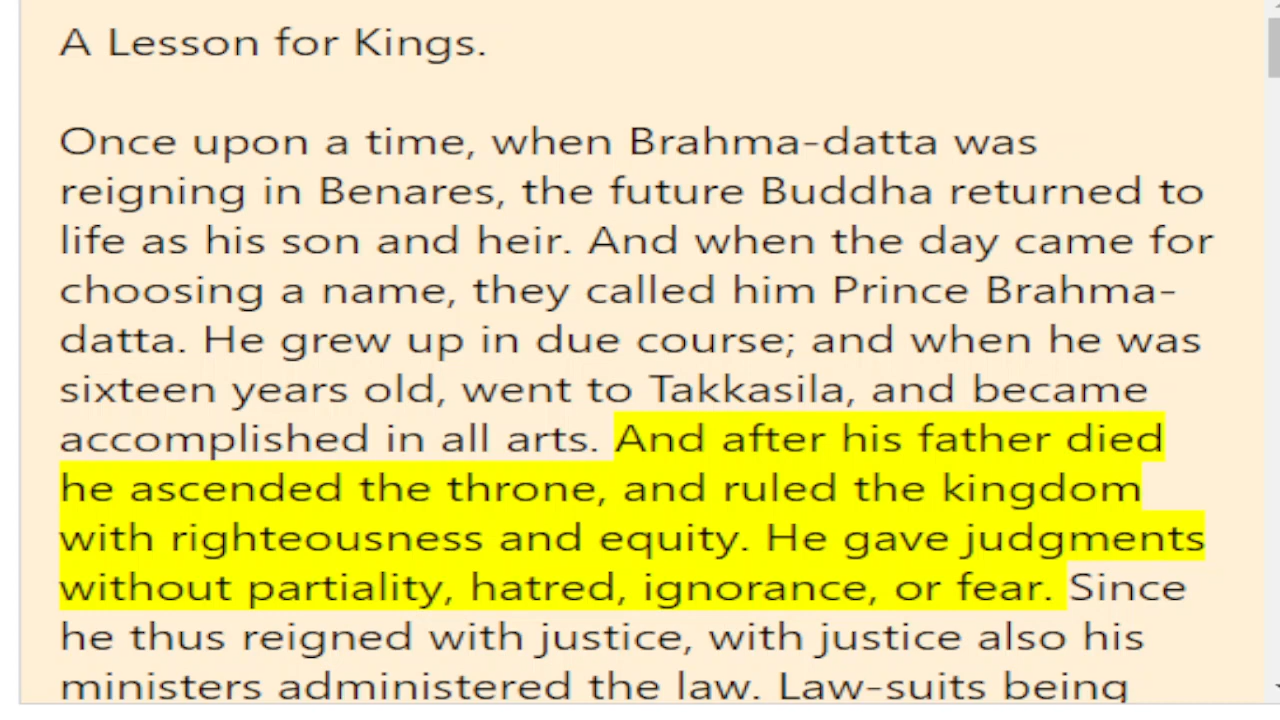 A Lesson for Kings.
Once upon a time, when Brahma-datta was
reigning in Benares, the future Buddha returned to
life as his son and heir. And when the day came for
choosing a name, they called him Prince Brahma-
datta. He grew up in due course; and when he was
sixteen years old, went to Takkasila, and became
accomplished in all arts. And after his father died
he ascended the throne, and ruled the kingdom
with righteousness and equity. He gave judgments
without partiality, hatred, ignorance, or fear. Since
he thus reigned with justice, with justice also his
ministers administered the law. Law-suits being